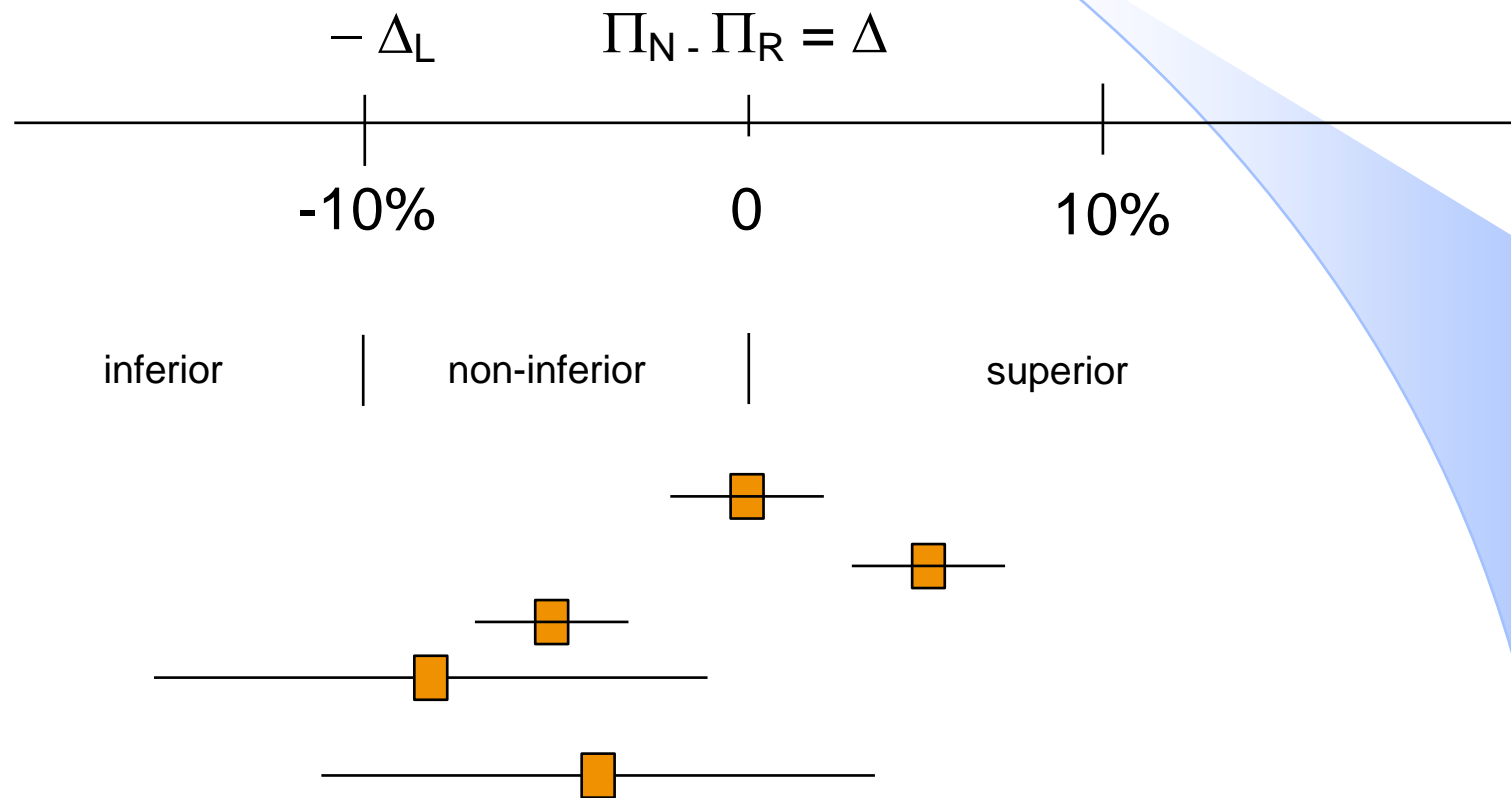 − ΔL ΠN - ΠR = Δ
-10% 0 10%
inferior non-inferior superior